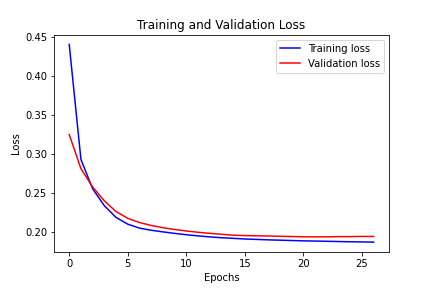 Training and Validation Loss
Training loss
Validation loss
Loss
0.45
0.40
0.35
0.30
0.25
0.20
0 5 10 15 20 25
Epochs